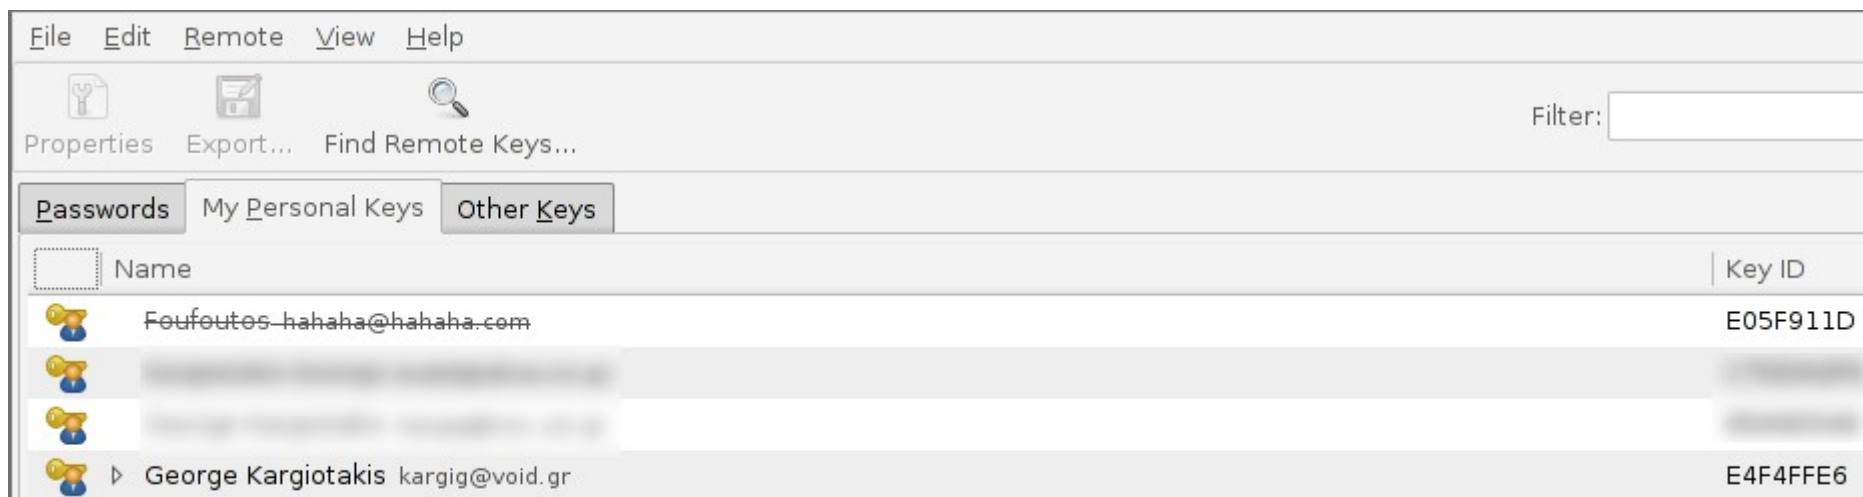 File Edit Remote View Help
Properties Export... Find Remote Keys... Filter:
Passwords My Personal Keys Other Keys
Name Key ID
Foufoutos hahaha@hahaha.com E05F911D
George Kargiotakis kargig@void.gr E4F4FFE6